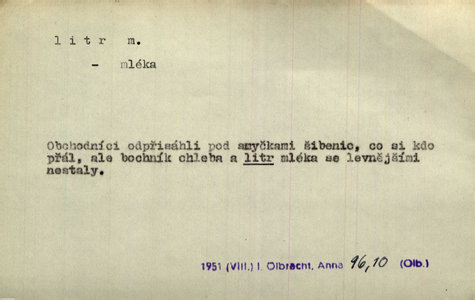 litr m.
- mléka
Obchodníci odpřisáhli pod smyčkami šibenic, co si kdo
přál, ale bochník chleba a litr mléka se levnějšími
nestaly.
1951 (VIII.) I. Olbracht, Anna 96,10 (Olb.)